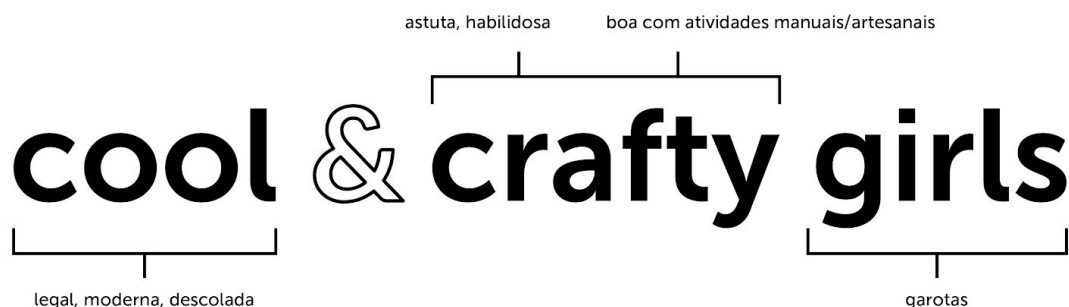 astuta, habilidosa boa com atividades manuais/artesanais
cool & crafty girls
legal, moderna, descolada garotas